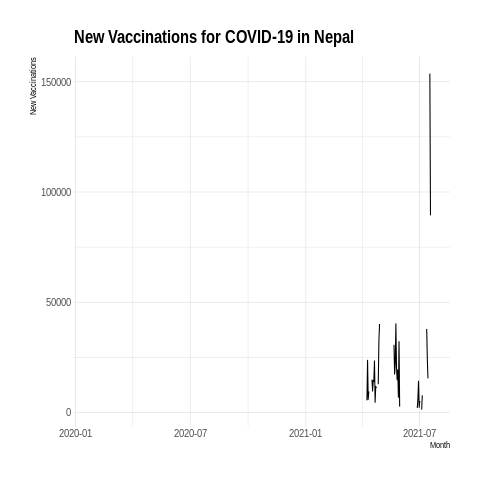 New Vaccinations for COVID-19 in Nepal
New Vaccinations
150000
100000
50000
0
2020-01 2020-07 2021-01 2021-07
Month